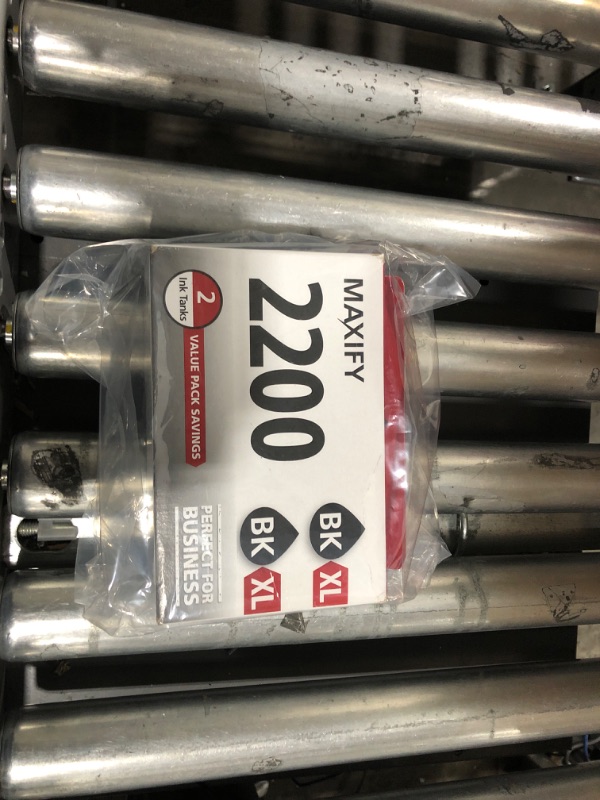 MAXIFY
2200
2
Ink Tanks
VALUE PACK SAVINGS
BK XL
BK XL
PERFECT FOR
BUSINESS